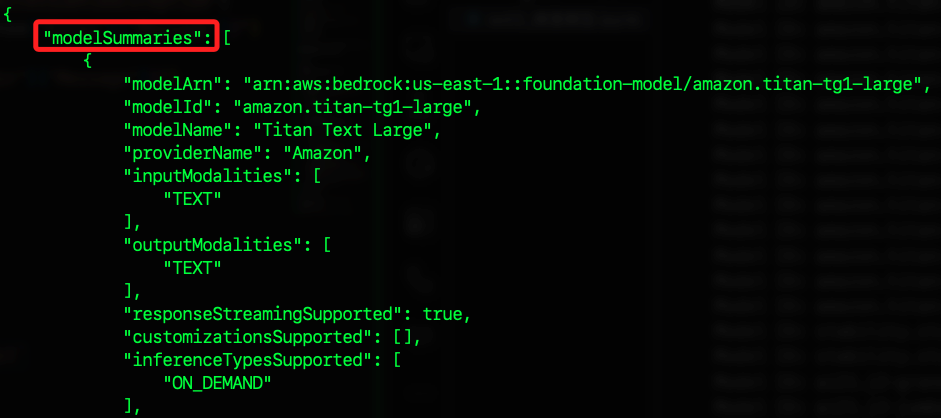 {
"modelSummaries": [
{
"modelArn": "arn:aws:bedrock:us-east-1::foundation-model/amazon.titan-tg1-large",
"modelId": "amazon.titan-tg1-large",
"modelName": "Titan Text Large",
"providerName": "Amazon",
"inputModalities": [
"TEXT"
],
"outputModalities": [
"TEXT"
],
"responseStreamingSupported": true,
"customizationsSupported": [],
"inferenceTypesSupported": [
"ON_DEMAND"
],